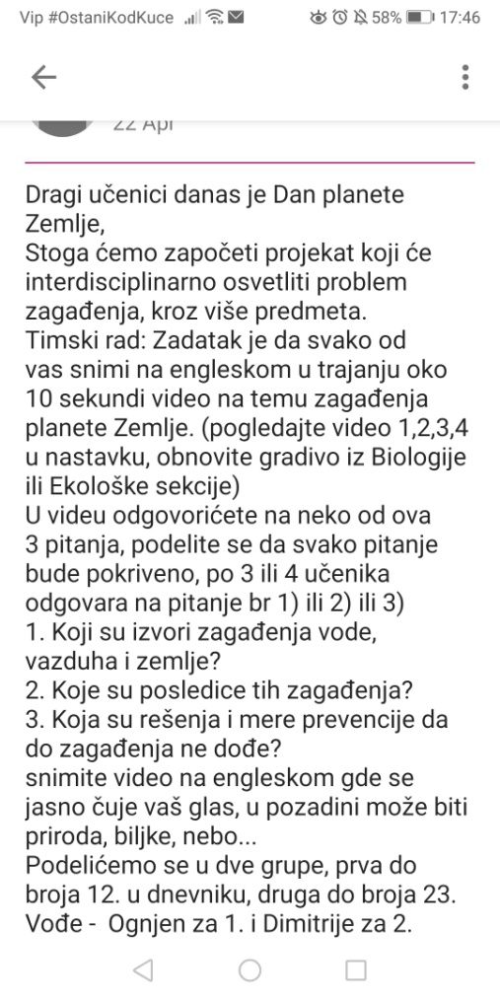 Vip #OstaniKodKuce 58% 17:46
22 Apr
Dragi učenici danas je Dan planete
Zemlje,
Stoga ćemo započeti projekat koji će
interdisciplinarno osvetliti problem
zagađenja, kroz više predmeta.
Timski rad: Zadatak je da svako od
vas snimi na engleskom u trajanju oko
10 sekundi video na temu zagađenja
planete Zemlje. (pogledajte video 1,2,3,4
u nastavku, obnovite gradivo iz Biologije
ili Ekološke sekcije)
U videu odgovorićete na neko od ova
3 pitanja, podelite se da svako pitanje
bude pokriveno, po 3 ili 4 učenika
odgovara na pitanje br 1) ili 2) ili 3)
1. Koji su izvori zagađenja vode,
vazduha i zemlje?
2. Koje su posledice tih zagađenja?
3. Koja su rešenja i mere prevencije da
do zagađenja ne dođe?
snimite video na engleskom gde se
jasno čuje vaš glas, u pozadini može biti
priroda, biljke, nebo...
Podelićemo se u dve grupe, prva do
broja 12. u dnevniku, druga do broja 23.
Vođe - Ognjen za 1. i Dimitrije za 2.